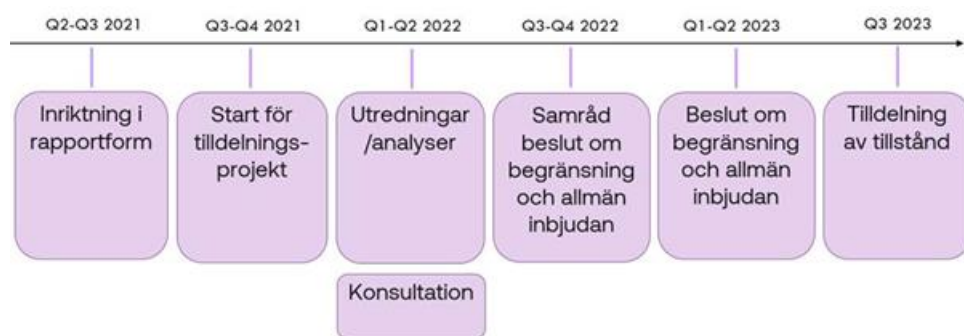 Q2-Q3 2021
Q3-Q4 2021
Q1-Q2 2022
Q3-Q4 2022
Q1-Q2 2023
Q3 2023
Inriktning i
rapportform
Start för
tilldelnings-
projekt
Utredningar
/analyser
Samråd
beslut om
begränsning
och allmän
inbjudan
Beslut om
begränsning
och allmän
inbjudan
Tilldelning
av tillstånd
Konsultation